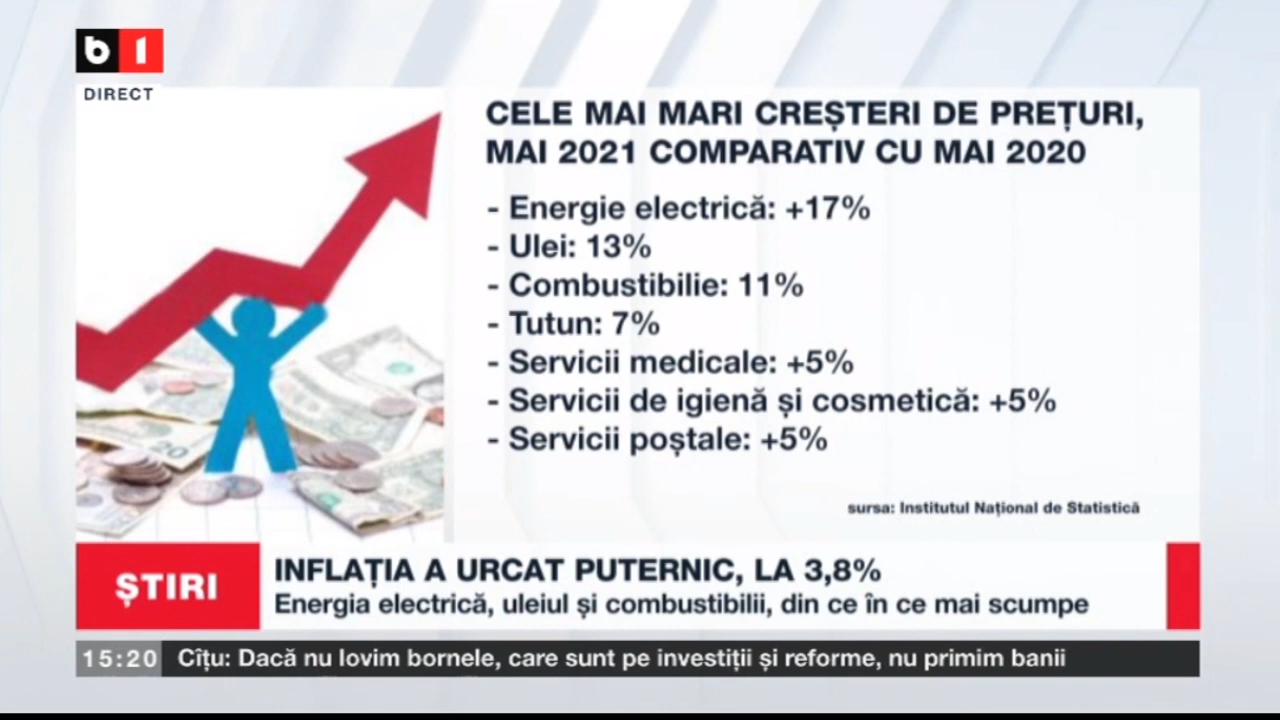 b1
DIRECT
CELE MAI MARI CREȘTERI DE PREȚURI,
MAI 2021 COMPARATIV CU MAI 2020
- Energie electrică: +17%
- Ulei: 13%
- Combustibilie: 11%
- Tutun: 7%
- Servicii medicale: +5%
- Servicii de igienă și cosmetică: +5%
- Servicii poștale: +5%
20
sursa: Institutul Național de Statistică
ȘTIRI
INFLAȚIA A URCAT PUTERNIC, LA 3,8%
Energia electrică, uleiul și combustibilii, din ce în ce mai scumpe
15:20 Cîțu: Dacă nu lovim bornele, care sunt pe investiții și reforme, nu primim banii